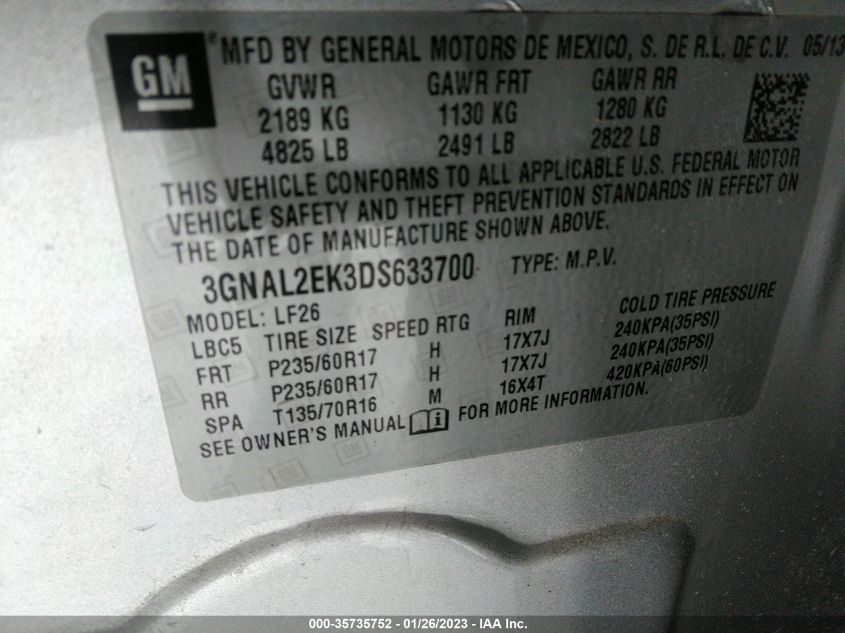 GM ® MFD BY GENERAL MOTORS DE MEXICO, S. DE R.L. DE C.V. 05/13
GVWR GAWR FRT GAWR RR
2189 KG 1130 KG 1280 KG
4825 LB 2491 LB 2822 LB
THIS VEHICLE CONFORMS TO ALL APPLICABLE U.S. FEDERAL MOTOR
VEHICLE SAFETY AND THEFT PREVENTION STANDARDS IN EFFECT ON
THE DATE OF MANUFACTURE SHOWN ABOVE.
3GNAL2EK3DS633700 TYPE: M.P.V.
MODEL: LF26
LBC5 TIRE SIZE SPEED RTG RIM COLD TIRE PRESSURE
FRT P235/60R17 H 17X7J 240KPA(35PSI)
RR P235/60R17 H 17X7J 240KPA(35PSI)
SPA T135/70R16 M 16X4T 420KPA(60PSI)
SEE OWNER'S MANUAL FOR MORE INFORMATION.
000-35735752 - 01/26/2023 - IAA Inc.